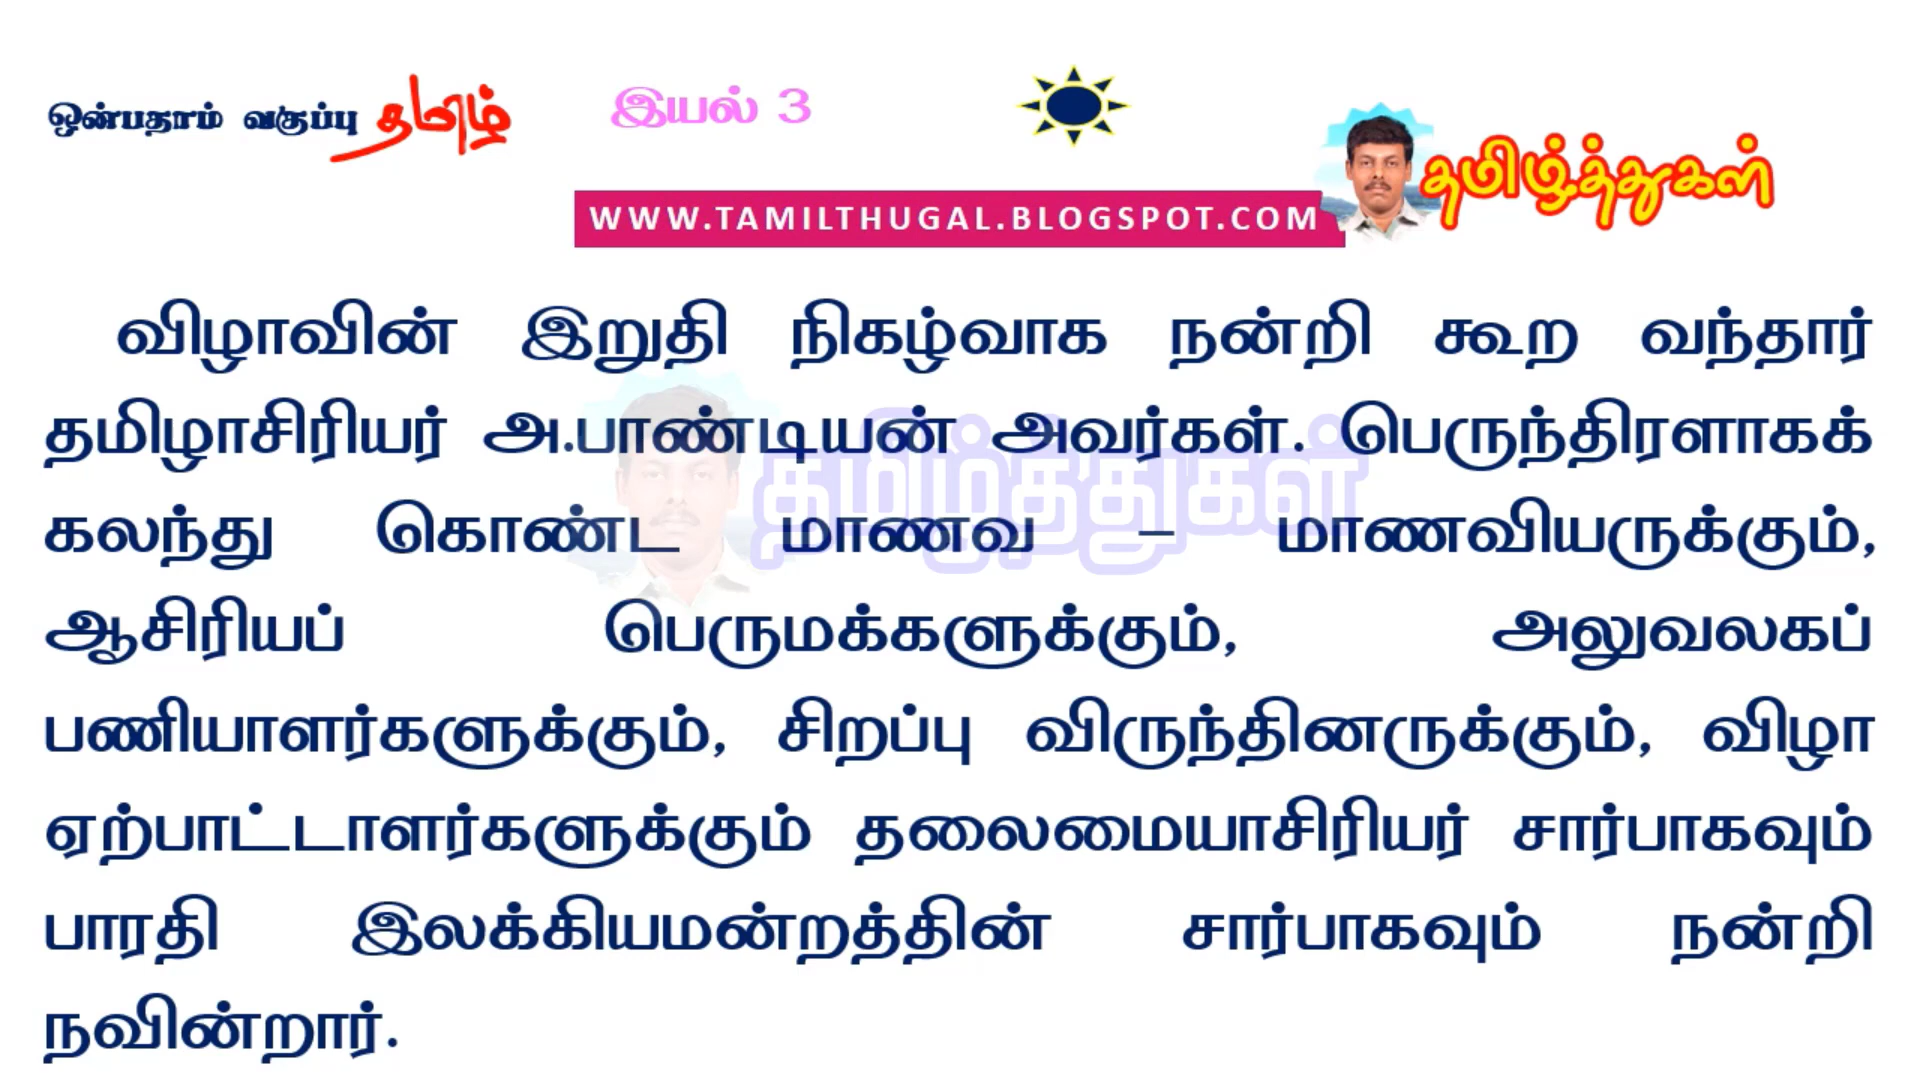 ஒன்பதாம் வகுப்பு தமிழ் இயல் 3
தமிழ்த்துகள்
WWW.TAMILTHUGAL.BLOGSPOT.COM
விழாவின் இறுதி நிகழ்வாக நன்றி கூற வந்தார்
தமிழாசிரியர் அ.பாண்டியன் அவர்கள். பெருந்திரளாகக்
கலந்து கொண்ட மாணவ – மாணவியருக்கும்,
ஆசிரியப் பெருமக்களுக்கும், அலுவலகப்
பணியாளர்களுக்கும், சிறப்பு விருந்தினருக்கும், விழா
ஏற்பாட்டாளர்களுக்கும் தலைமையாசிரியர் சார்பாகவும்
பாரதி இலக்கியமன்றத்தின் சார்பாகவும் நன்றி
நவின்றார்.
தமிழ்த்துகள்